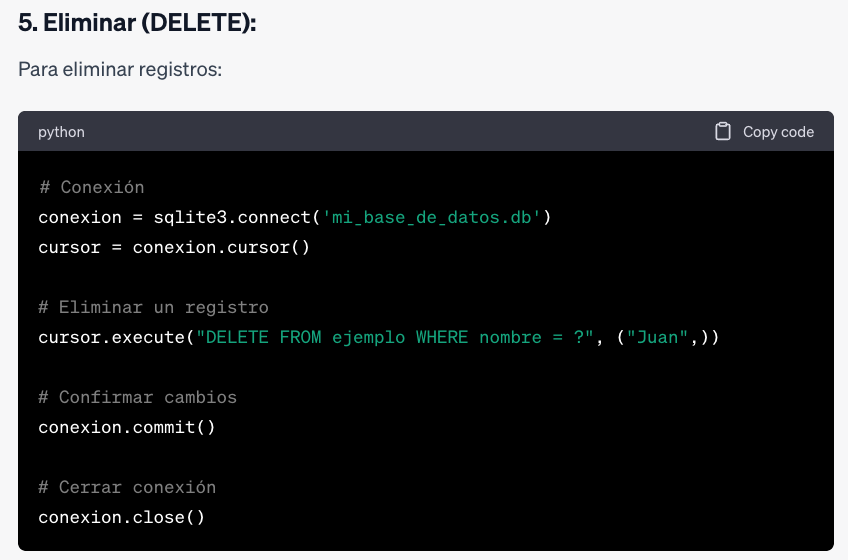 5. Eliminar (DELETE):
Para eliminar registros:
python
Copy code
# Conexión
conexion = sqlite3.connect('mi_base_de_datos.db')
cursor = conexion.cursor()
# Eliminar un registro
cursor.execute("DELETE FROM ejemplo WHERE nombre = ?", ("Juan",))
# Confirmar cambios
conexion.commit()
# Cerrar conexión
conexion.close()